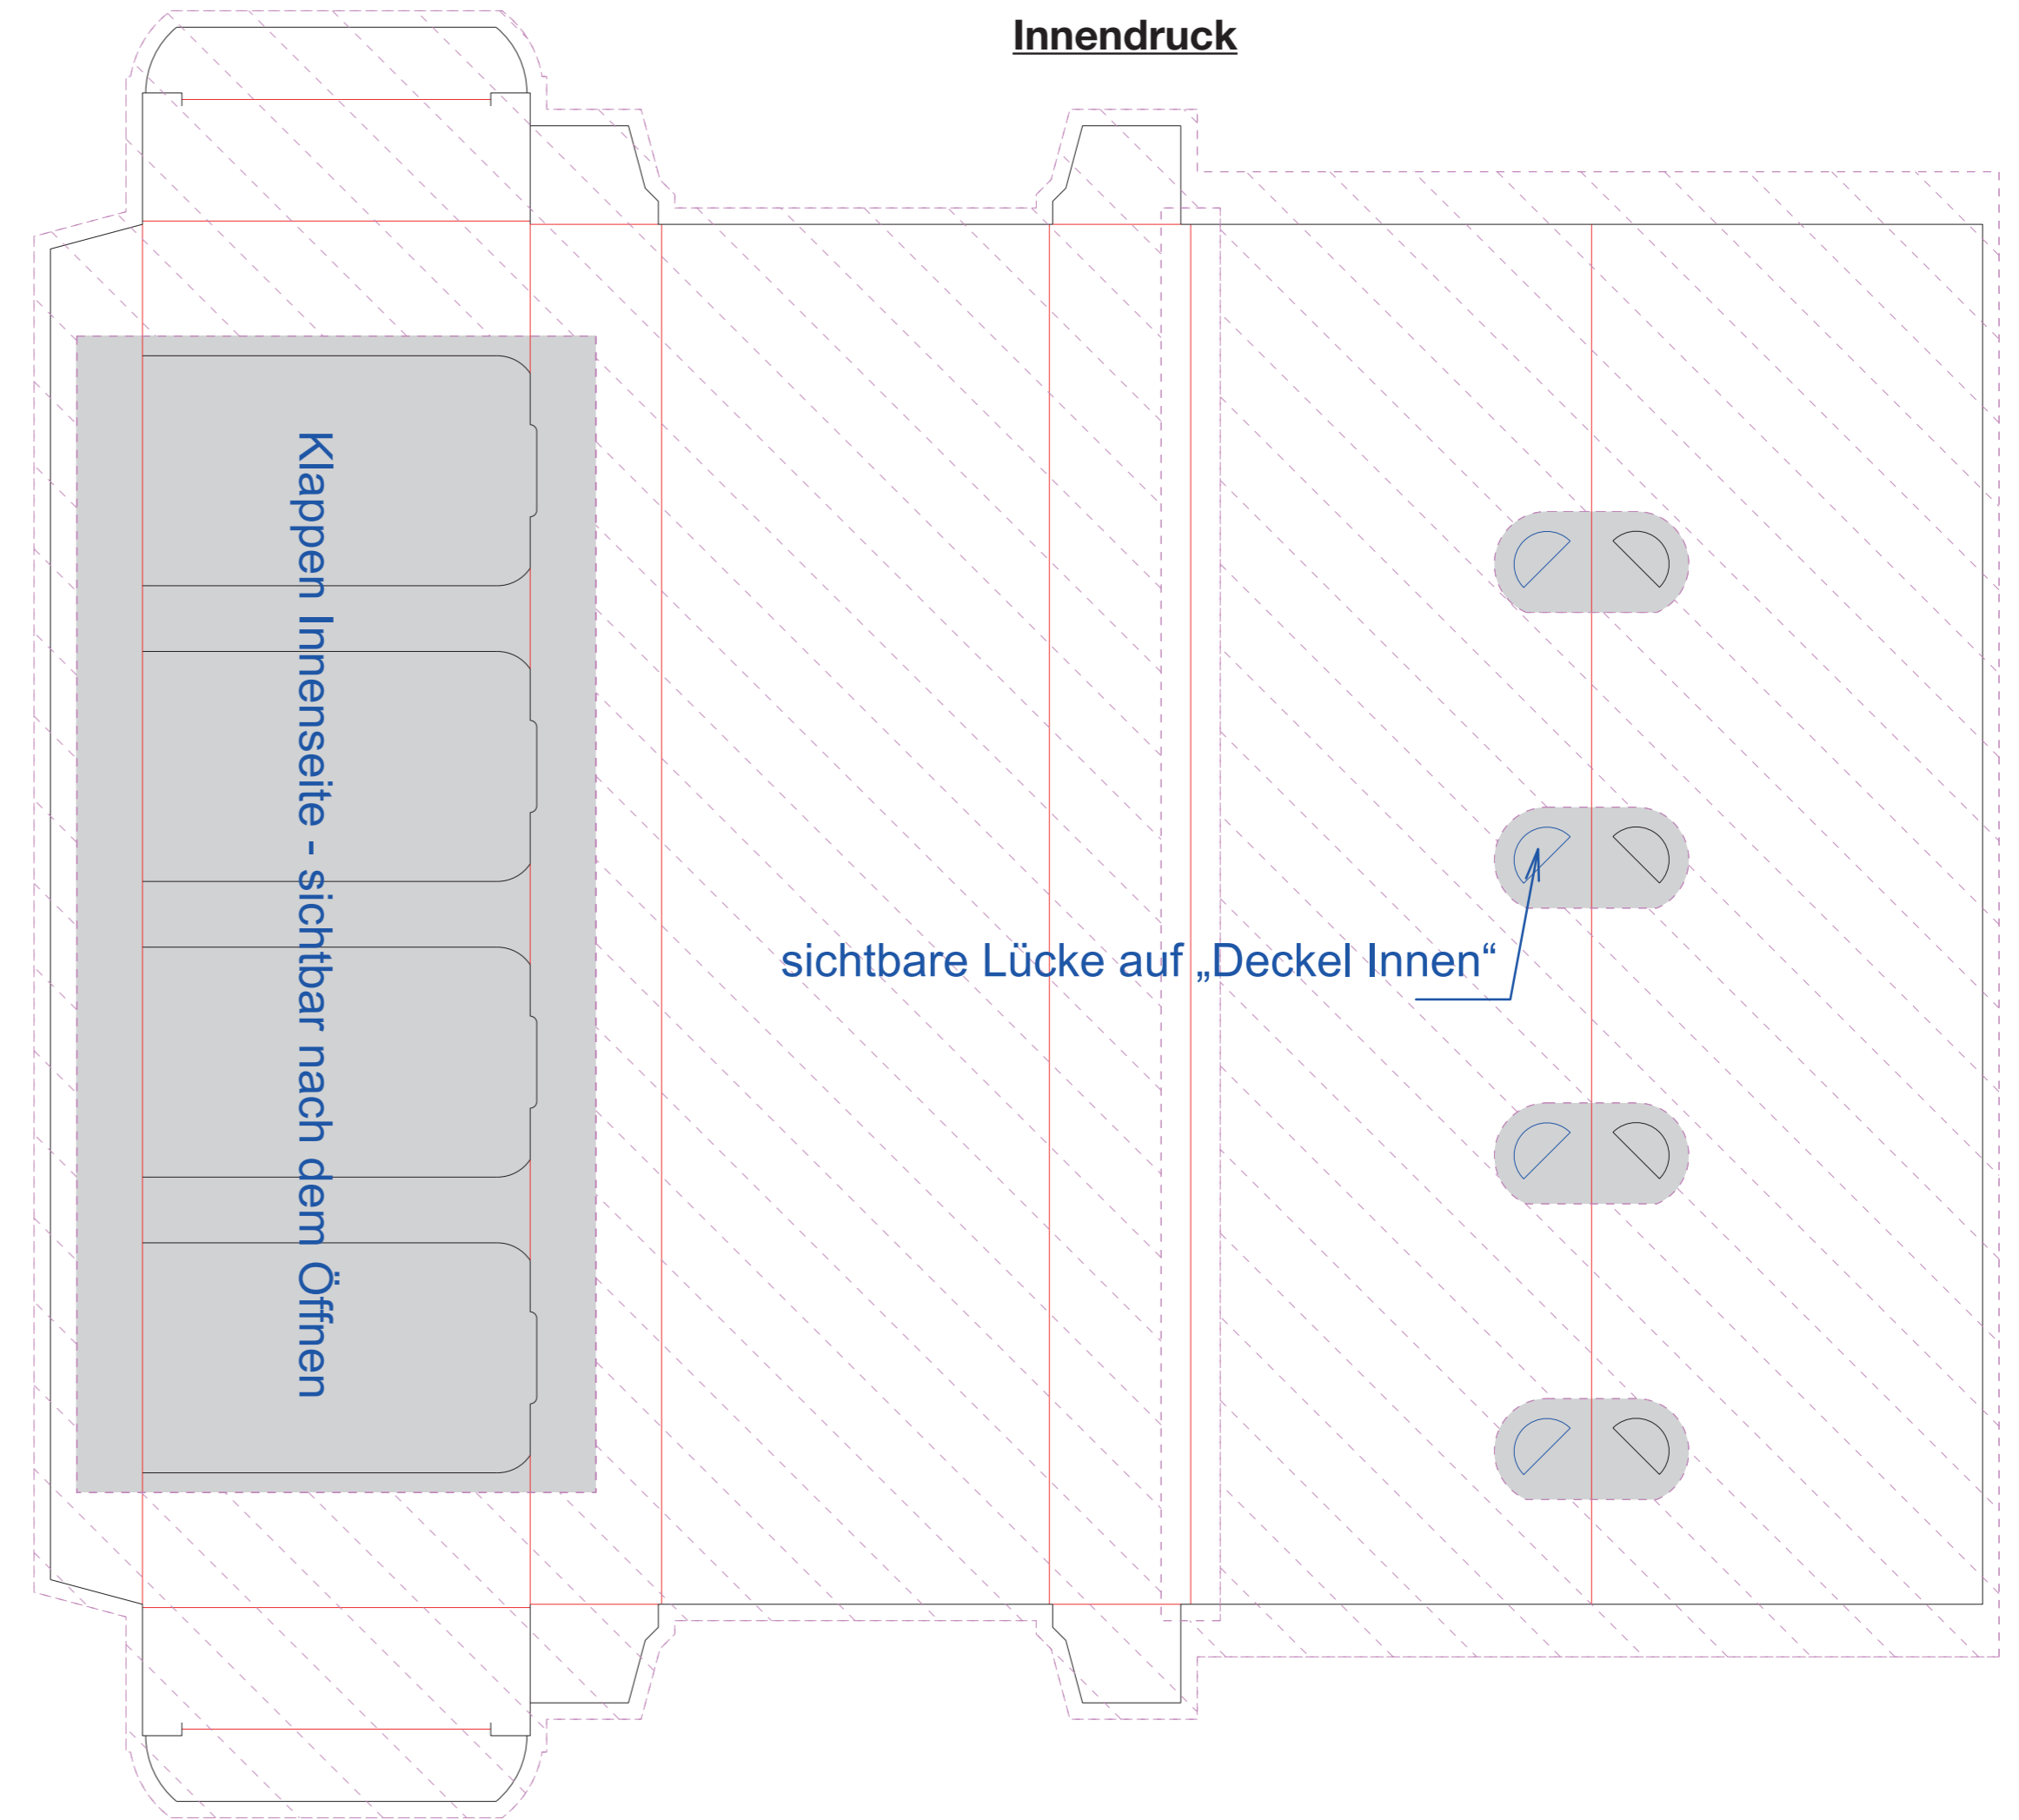 Innendruck
Klappen Innenseite - sichtbar nach dem Öffnen
sichtbare Lücke auf „Deckel Innen“